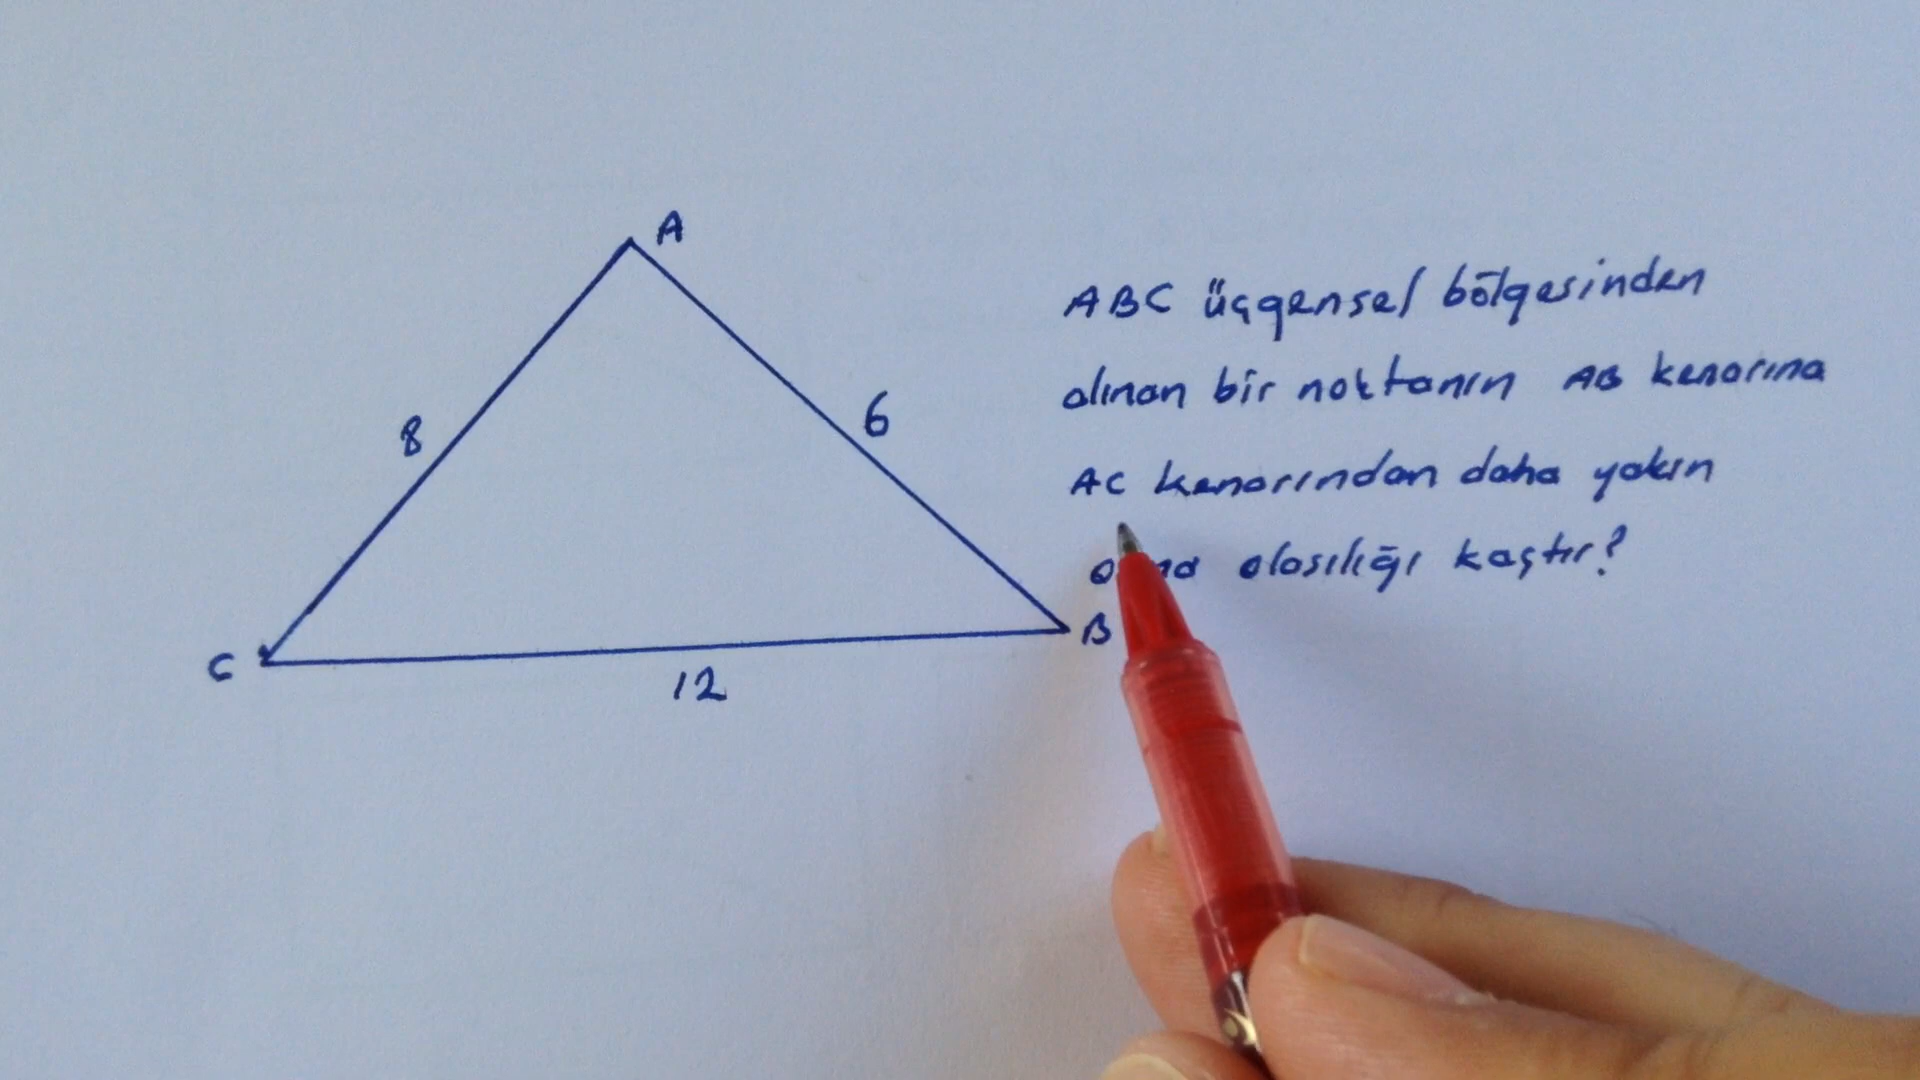 A
8
6
C
B
12
ABC üçgensel bölgesinden
alınan bir noktanın AB kenarına
AC kenarından daha yakın
olasılığı kaçtır?